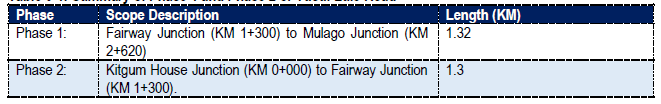 Phase Scope Description Length (KM)
Phase 1: Fairway Junction (KM 1+300) to Mulago Junction (KM 1.32
2+620)
Phase 2: Kitgum House Junction (KM 0+000) to Fairway Junction 1.3
(KM 1+300).